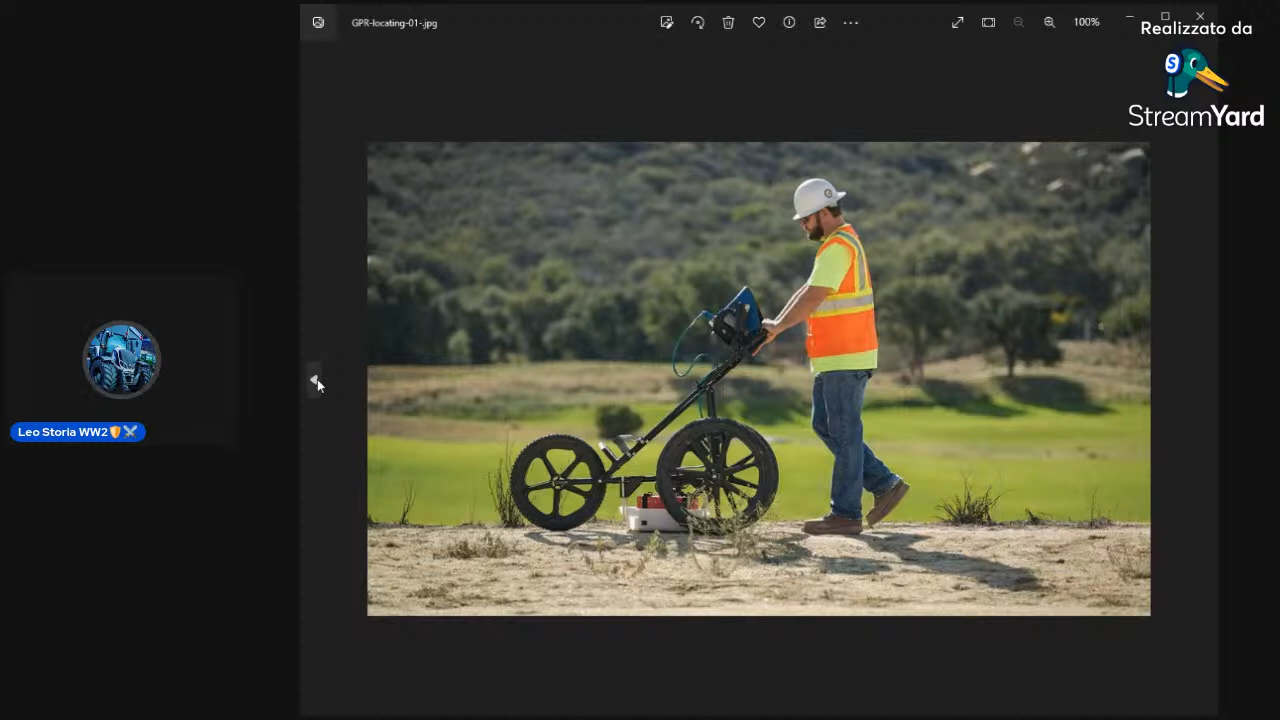 GPR-locating-01-.jpg
100%
Realizzato da
S
StreamYard
Leo Storia WW2